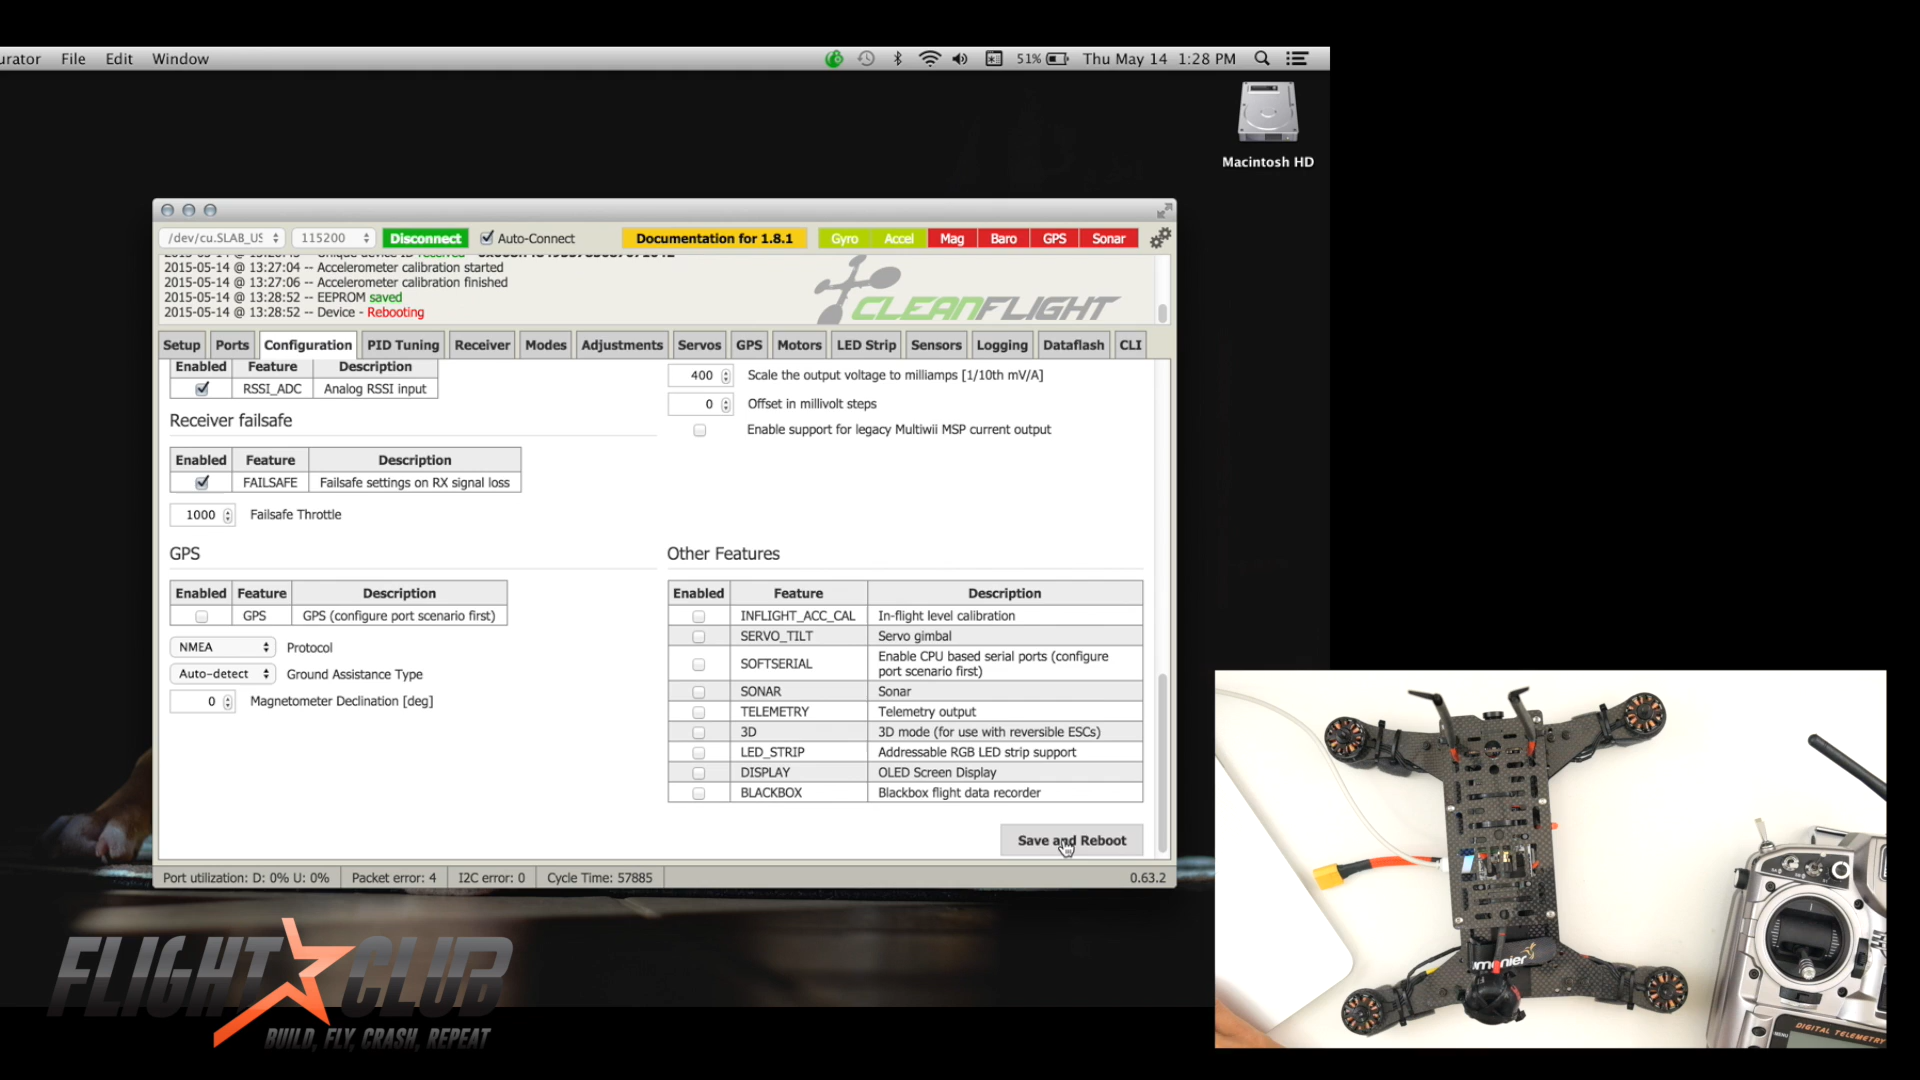 urator File Edit Window
51% Thu May 14 1:28 PM
Macintosh HD
/dev/cu.SLAB_US 115200 Disconnect Auto-Connect Documentation for 1.8.1 Gyro Accel Mag Baro GPS Sonar
2015-05-14 @ 13:27:04 -- Accelerometer calibration started
2015-05-14 @ 13:27:06 -- Accelerometer calibration finished
2015-05-14 @ 13:28:52 -- EEPROM saved
2015-05-14 @ 13:28:52 -- Device - Rebooting
CLEANFLIGHT
Setup Ports Configuration PID Tuning Receiver Modes Adjustments Servos GPS Motors LED Strip Sensors Logging Dataflash CLI
Enabled Feature Description
RSSI_ADC Analog RSSI input
Receiver failsafe
Enabled Feature Description
FAILSAFE Failsafe settings on RX signal loss
1000 Failsafe Throttle
400 Scale the output voltage to milliamps [1/10th mV/A]
0 Offset in millivolt steps
Enable support for legacy Multiwii MSP current output
GPS
Enabled Feature Description
GPS GPS (configure port scenario first)
NMEA Protocol
Auto-detect Ground Assistance Type
0 Magnetometer Declination [deg]
Other Features
Enabled Feature Description
INFLIGHT_ACC_CAL In-flight level calibration
SERVO_TILT Servo gimbal
SOFTSERIAL Enable CPU based serial ports (configure
port scenario first)
SONAR Sonar
TELEMETRY Telemetry output
3D 3D mode (for use with reversible ESCs)
LED_STRIP Addressable RGB LED strip support
DISPLAY OLED Screen Display
BLACKBOX Blackbox flight data recorder
Save and Reboot
Port utilization: D: 0% U: 0% Packet error: 4 I2C error: 0 Cycle Time: 57885 0.63.2
FLIGHT CLUB
BUILD, FLY, CRASH, REPEAT
umenier
DIGITAL TELEMETRY